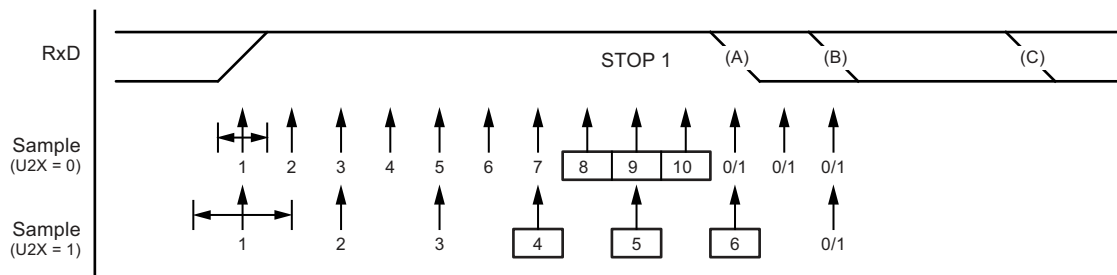 RxD STOP 1 (A) (B) (C)
Sample
(U2X = 0)
1 2 3 4 5 6 7 8 9 10 0/1 0/1 0/1
Sample
(U2X = 1)
1 2 3 4 5 6 0/1